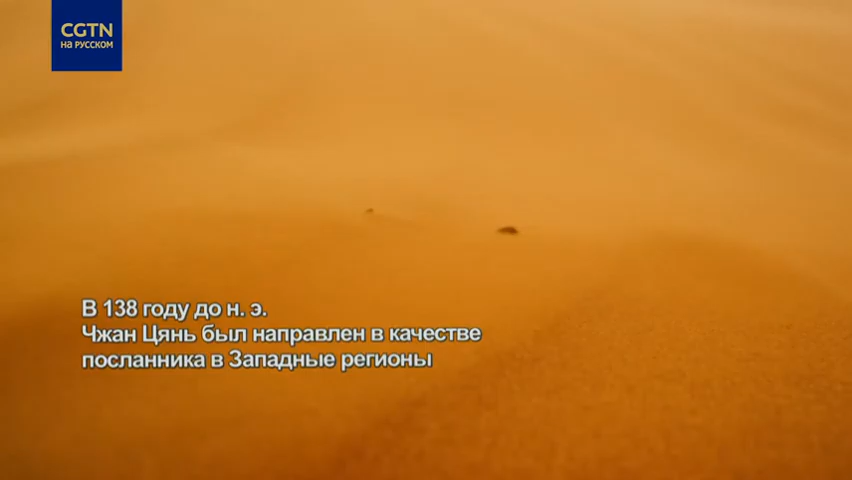 CGTN
НА РУССКОМ
В 138 году до н. э.
Чжан Цянь был направлен в качестве
посланника в Западные регионы